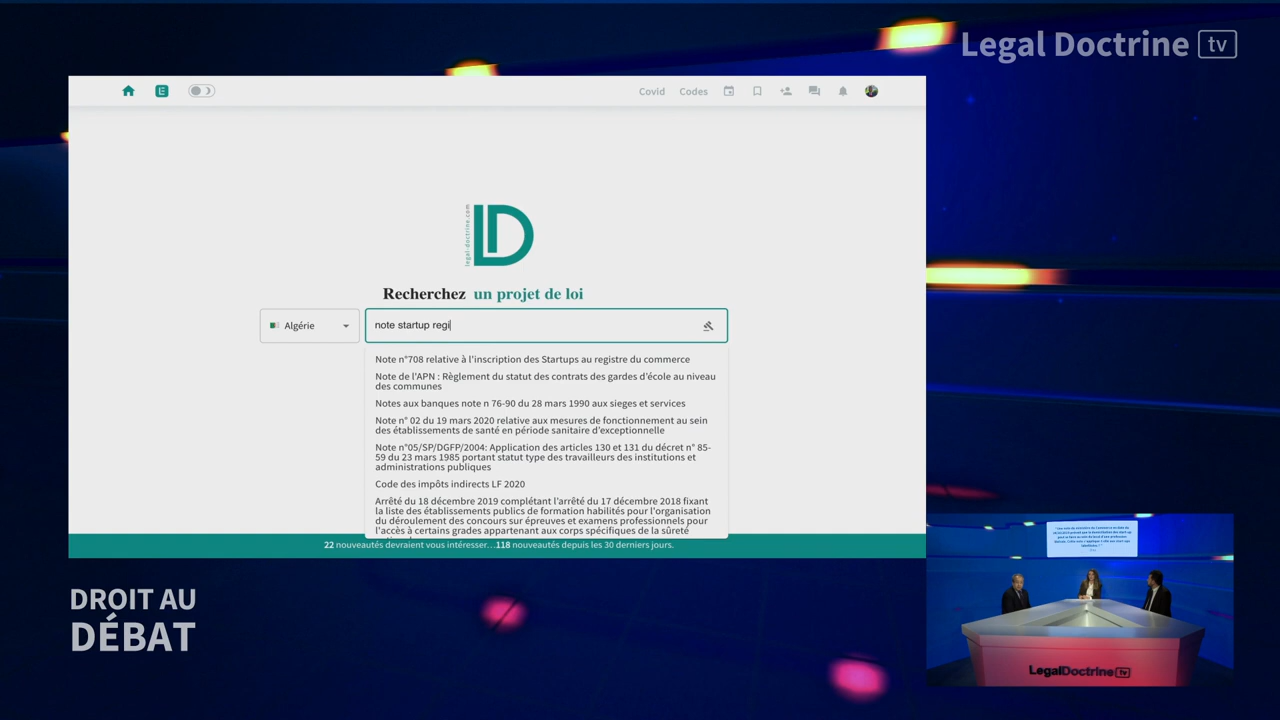 Legal Doctrine tv
Covid
Codes
legal-doctrine.com
LD
Recherchez un projet de loi
Algérie
note startup regi
Note n°708 relative à l'inscription des Startups au registre du commerce
Note de l'APN : Règlement du statut des contrats des gardes d'école au niveau
des communes
Notes aux banques note n 76-90 du 28 mars 1990 aux sieges et services
Note n° 02 du 19 mars 2020 relative aux mesures de fonctionnement au sein
des établissements de santé en période sanitaire d'exceptionnelle
Note n°05/SP/DGFP/2004: Application des articles 130 et 131 du décret n° 85-
59 du 23 mars 1985 portant statut type des travailleurs des institutions et
administrations publiques
Code des impôts indirects LF 2020
Arrêté du 18 décembre 2019 complétant l'arrêté du 17 décembre 2018 fixant
la liste des établissements publics de formation habilités pour l'organisation
du déroulement des concours sur épreuves et examens professionnels pour
l'accès à certains grades appartenant aux corps spécifiques de la sûreté
22 nouveautés devraient vous intéresser...118 nouveautés depuis les 30 derniers jours.
DROIT AU
DÉBAT
LegalDoctrine tv